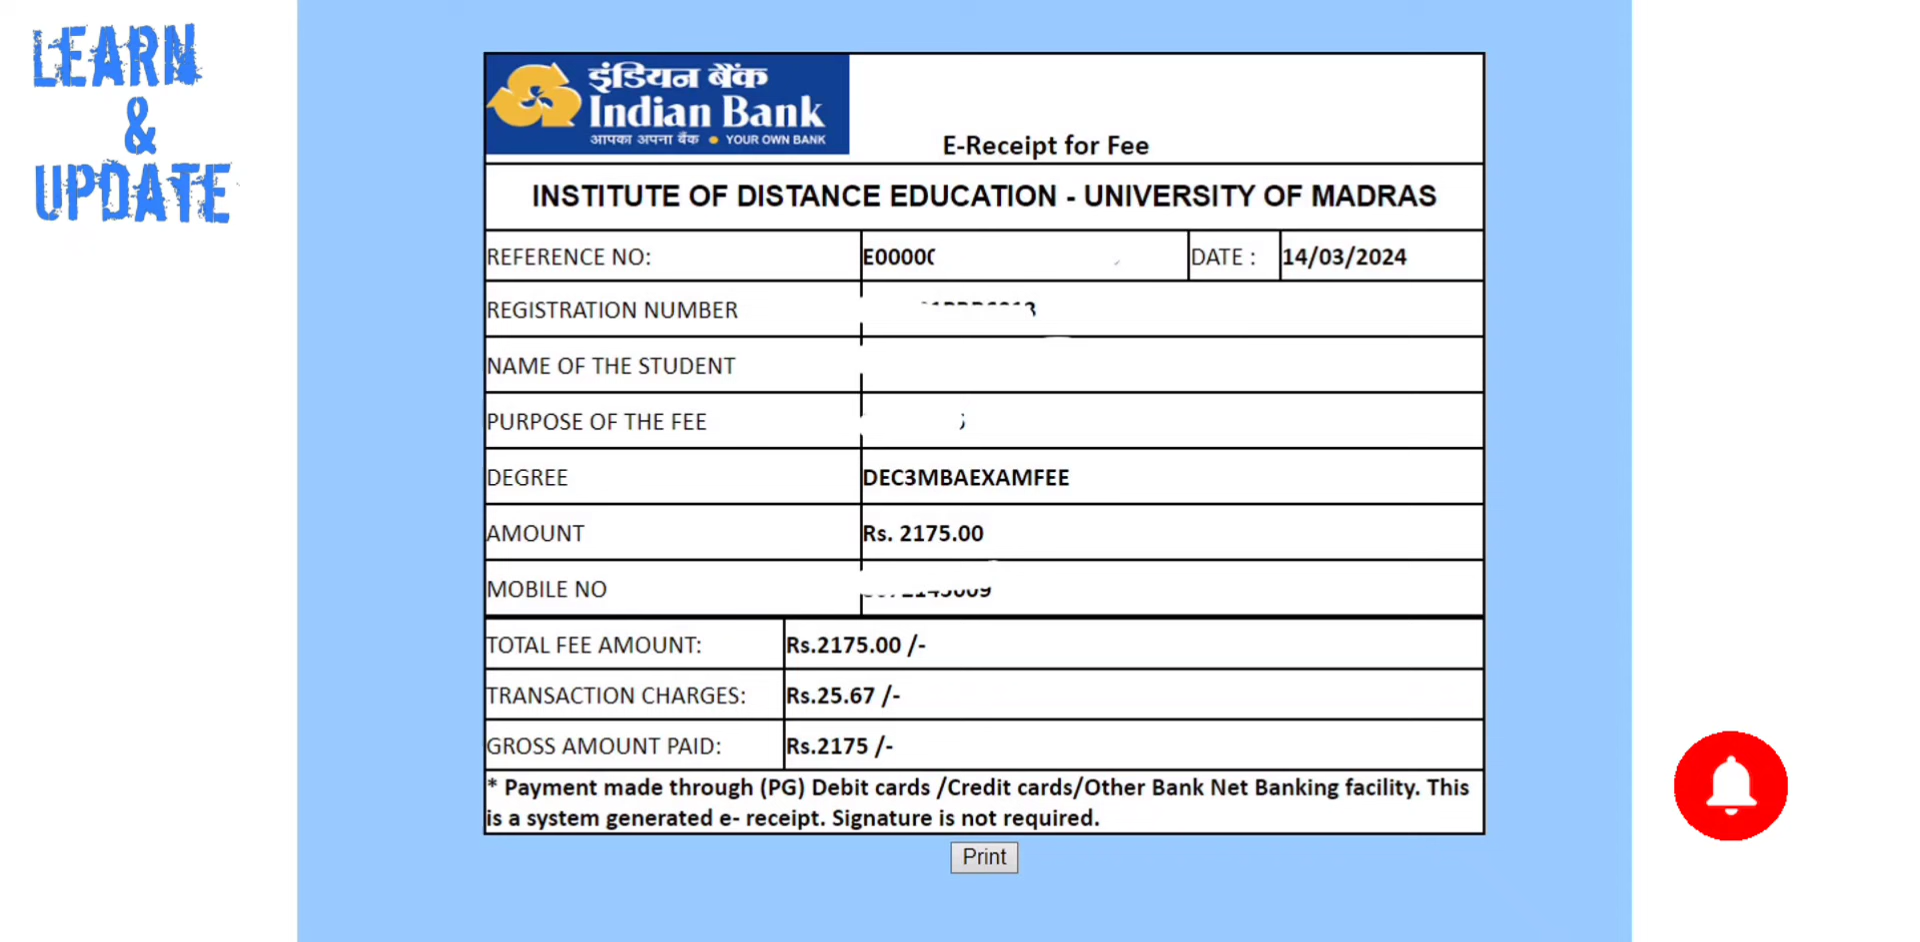 LEARN
&
UPDATE
इंडियन बैंक
Indian Bank
आपका अपना बैंक ● YOUR OWN BANK
E-Receipt for Fee
INSTITUTE OF DISTANCE EDUCATION - UNIVERSITY OF MADRAS
REFERENCE NO: E0000 DATE : 14/03/2024
REGISTRATION NUMBER
NAME OF THE STUDENT
PURPOSE OF THE FEE
DEGREE DEC3MBAEXAMFEE
AMOUNT Rs. 2175.00
MOBILE NO
TOTAL FEE AMOUNT: Rs.2175.00 /-
TRANSACTION CHARGES: Rs.25.67 /-
GROSS AMOUNT PAID: Rs.2175 /-
* Payment made through (PG) Debit cards /Credit cards/Other Bank Net Banking facility. This
is a system generated e- receipt. Signature is not required.
Print